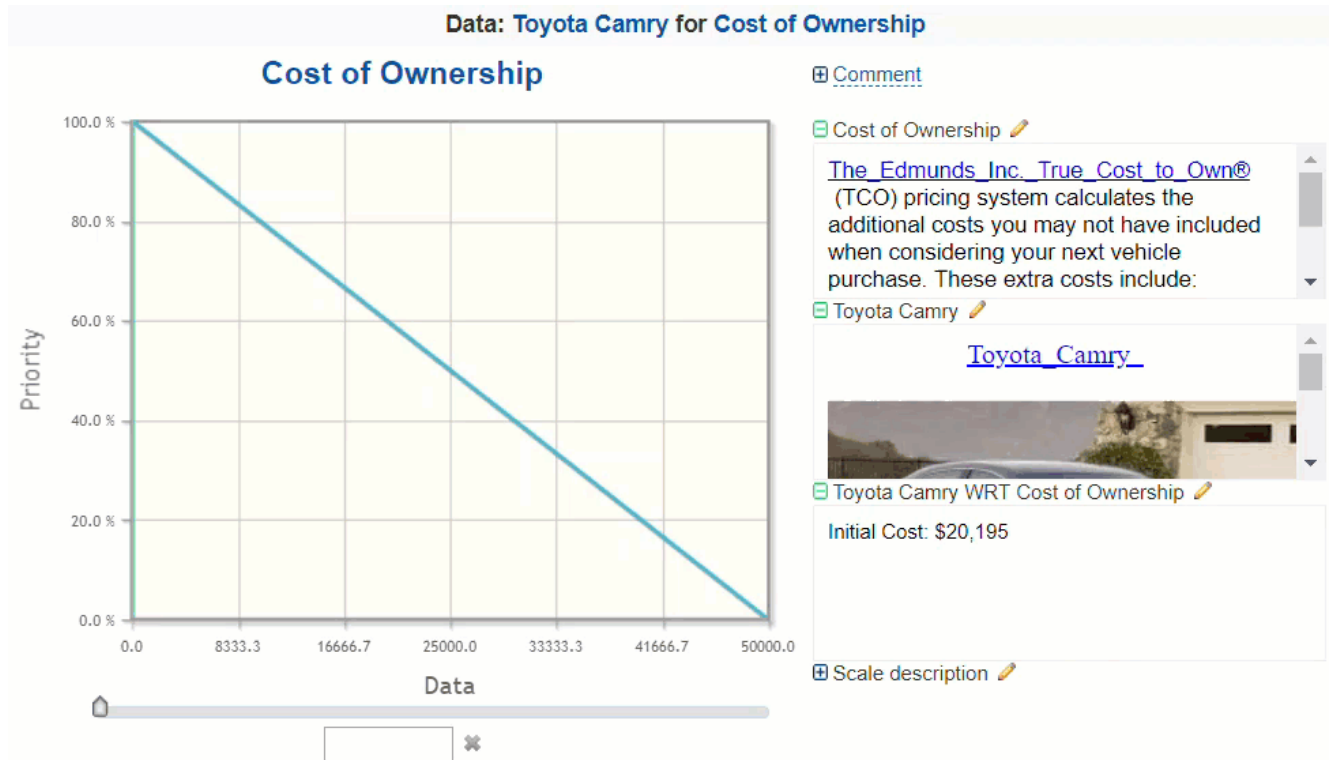 Data: Toyota Camry for Cost of Ownership
Cost of Ownership
100.0 %
80.0 %
60.0 %
40.0 %
20.0 %
0.0 %
Priority
0.0 8333.3 16666.7 25000.0 33333.3 41666.7 50000.0
Data
Comment
Cost of Ownership
The_Edmunds_Inc._True_Cost_to_Own®
(TCO) pricing system calculates the
additional costs you may not have included
when considering your next vehicle
purchase. These extra costs include:
Toyota Camry
Toyota_Camry_
Toyota Camry WRT Cost of Ownership
Initial Cost: $20,195
Scale description